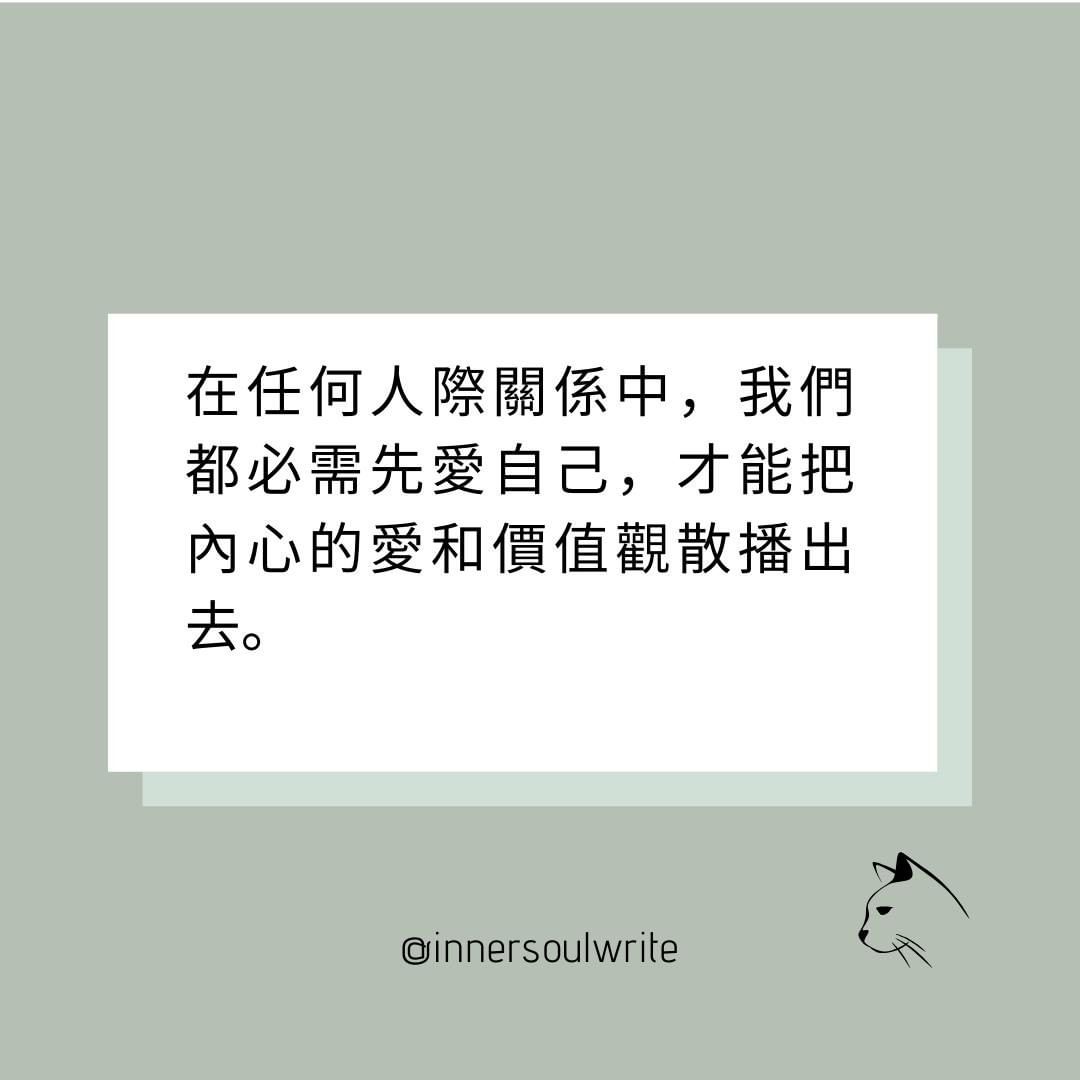 在任何人際關係中，我們
都必需先愛自己，才能把
內心的愛和價值觀散播出
去。
@innersoulwrite